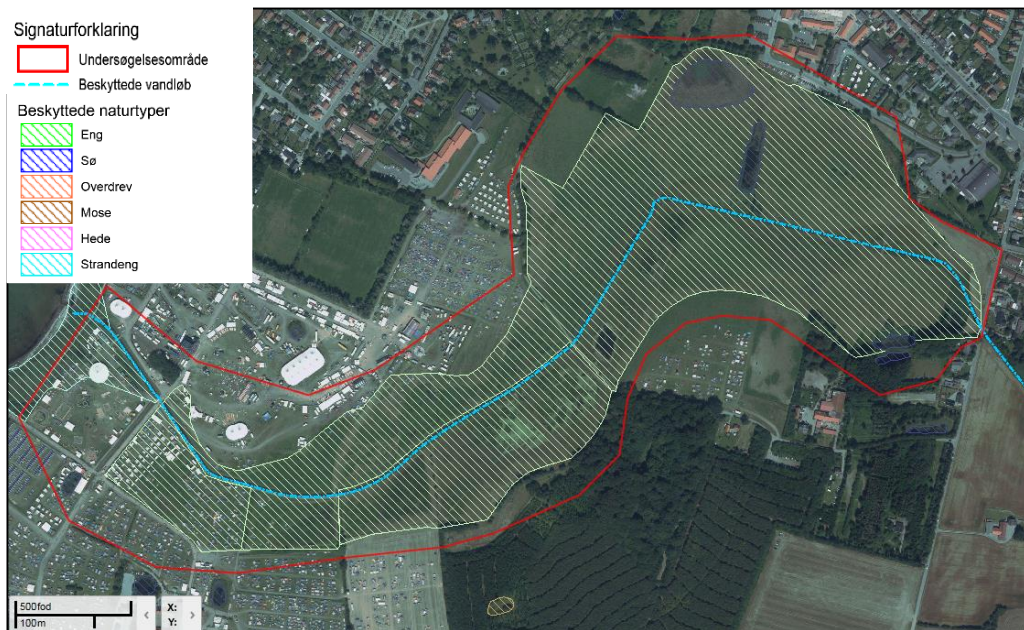 Signaturforklaring
Undersøgelsesområde
Beskyttede vandløb
Beskyttede naturtyper
Eng
Sø
Overdrev
Mose
Hede
Strandeng
500fod
100m
X:
Y: